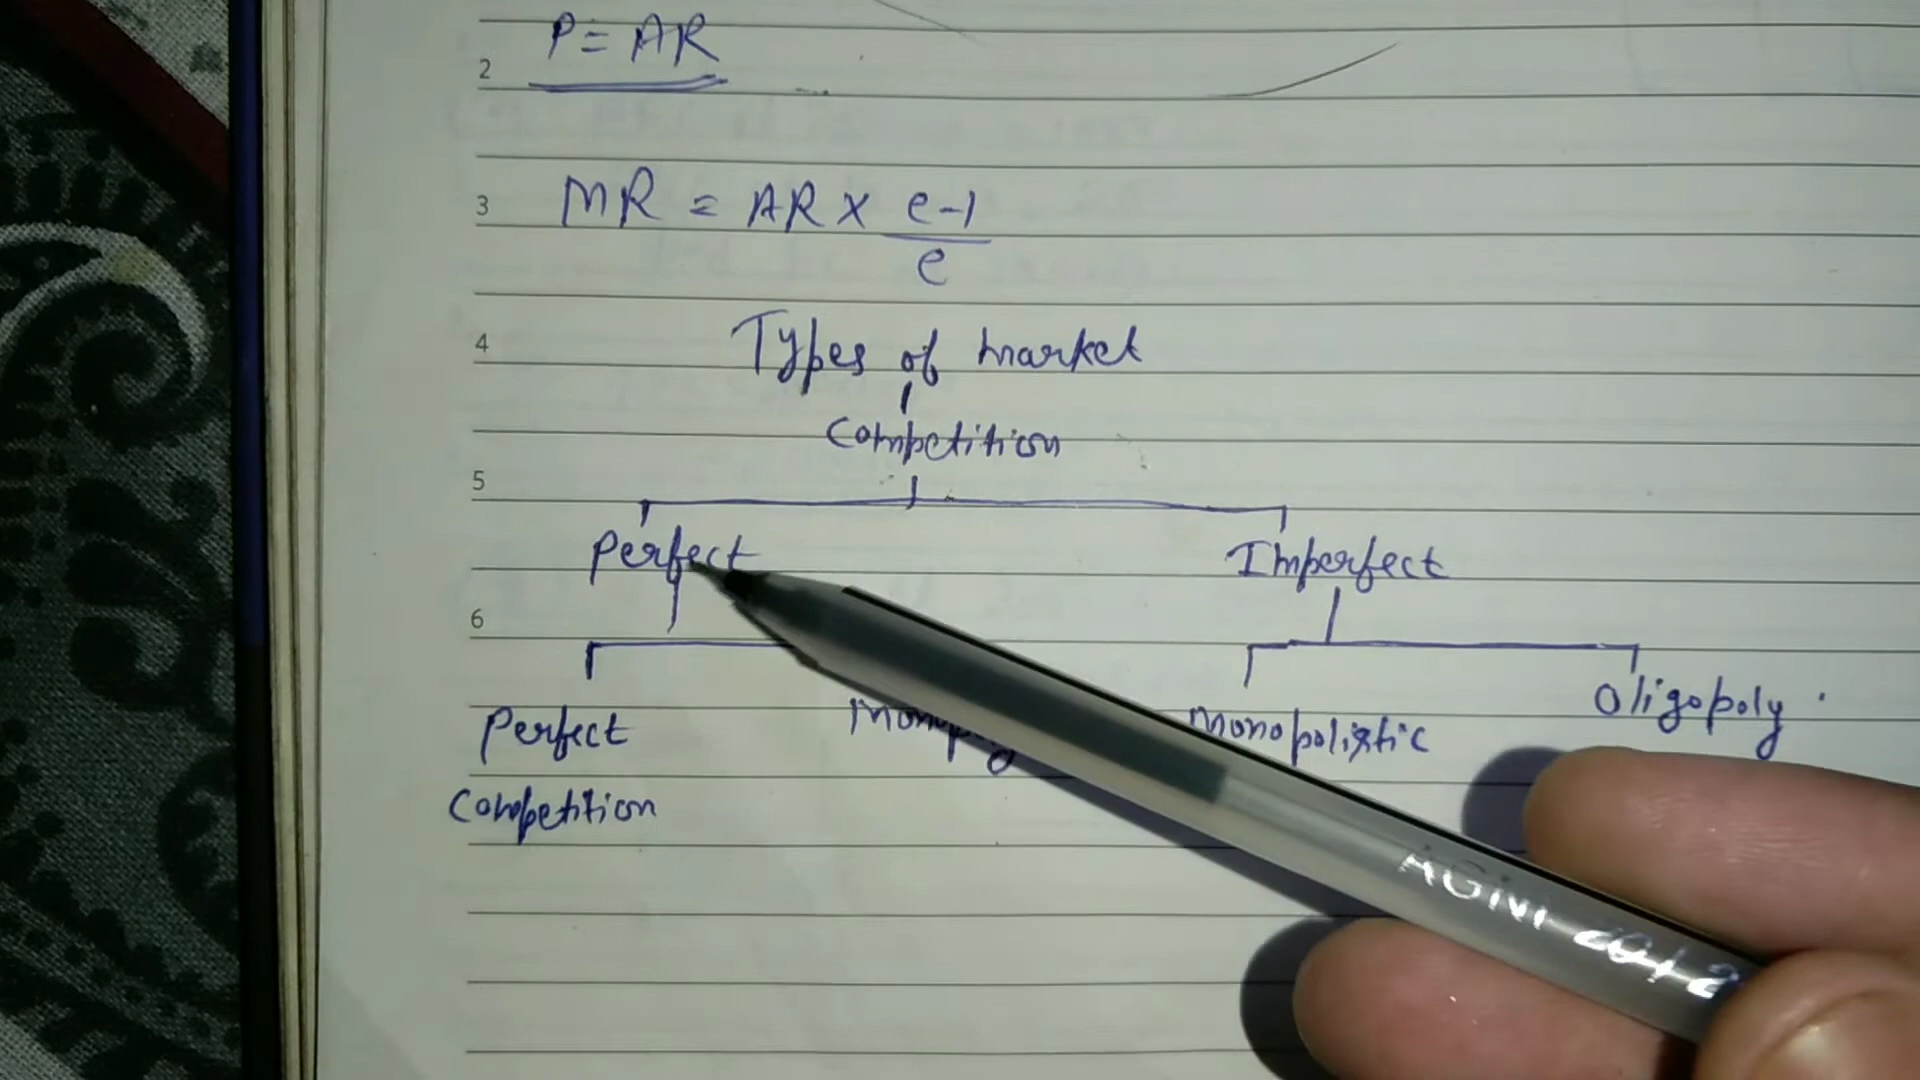 P = AR
2
3
MR = AR × e-1
e
4
Types of market
Competition
5
Perfect
Imperfect
6
Perfect
Monopolistic
Oligopoly
Competition
AGNI 2012